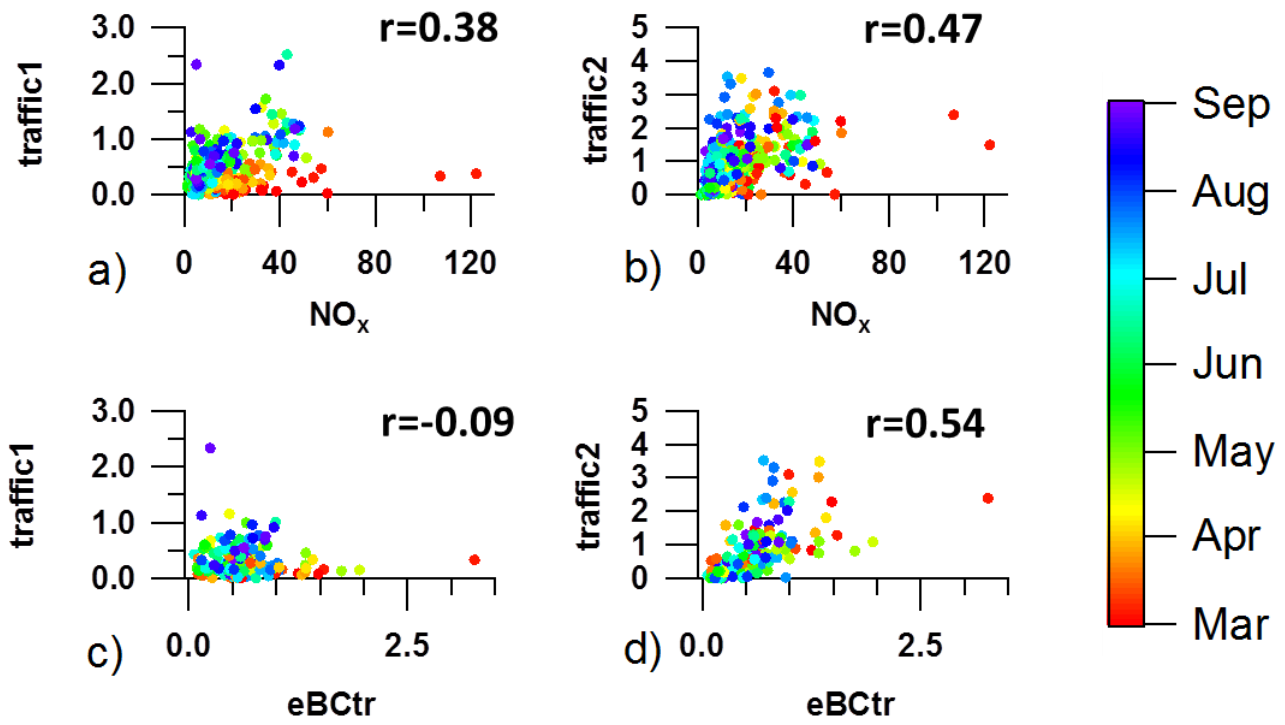 r=0.38
traffic1
3.0
2.0
1.0
0.0
0
40
80
120
a)
NOx
r=0.47
traffic2
5
4
3
2
1
0
0
40
80
120
b)
NOx
r=-0.09
traffic1
3.0
2.0
1.0
0.0
0.0
2.5
c)
eBCtr
r=0.54
traffic2
5
4
3
2
1
0
0.0
2.5
d)
eBCtr
Sep
Aug
Jul
Jun
May
Apr
Mar